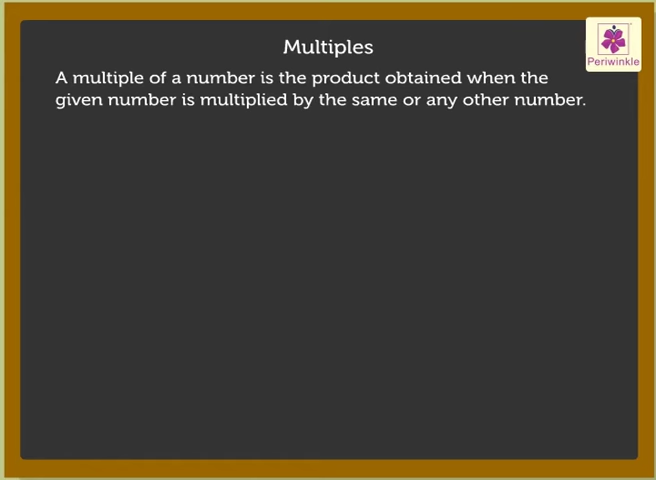 Multiples
Periwinkle
A multiple of a number is the product obtained when the
given number is multiplied by the same or any other number.